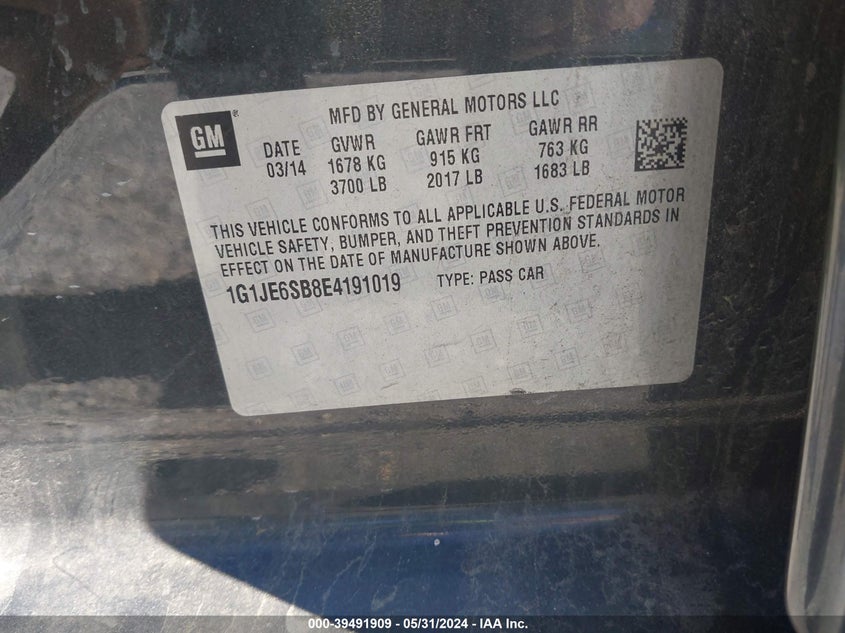 MFD BY GENERAL MOTORS LLC
GM®
DATE GVWR GAWR FRT GAWR RR
03/14 1678 KG 915 KG 763 KG
3700 LB 2017 LB 1683 LB
THIS VEHICLE CONFORMS TO ALL APPLICABLE U.S. FEDERAL MOTOR
VEHICLE SAFETY, BUMPER, AND THEFT PREVENTION STANDARDS IN
EFFECT ON THE DATE OF MANUFACTURE SHOWN ABOVE.
1G1JE6SB8E4191019 TYPE: PASS CAR
000-39491909 - 05/31/2024 - IAA Inc.